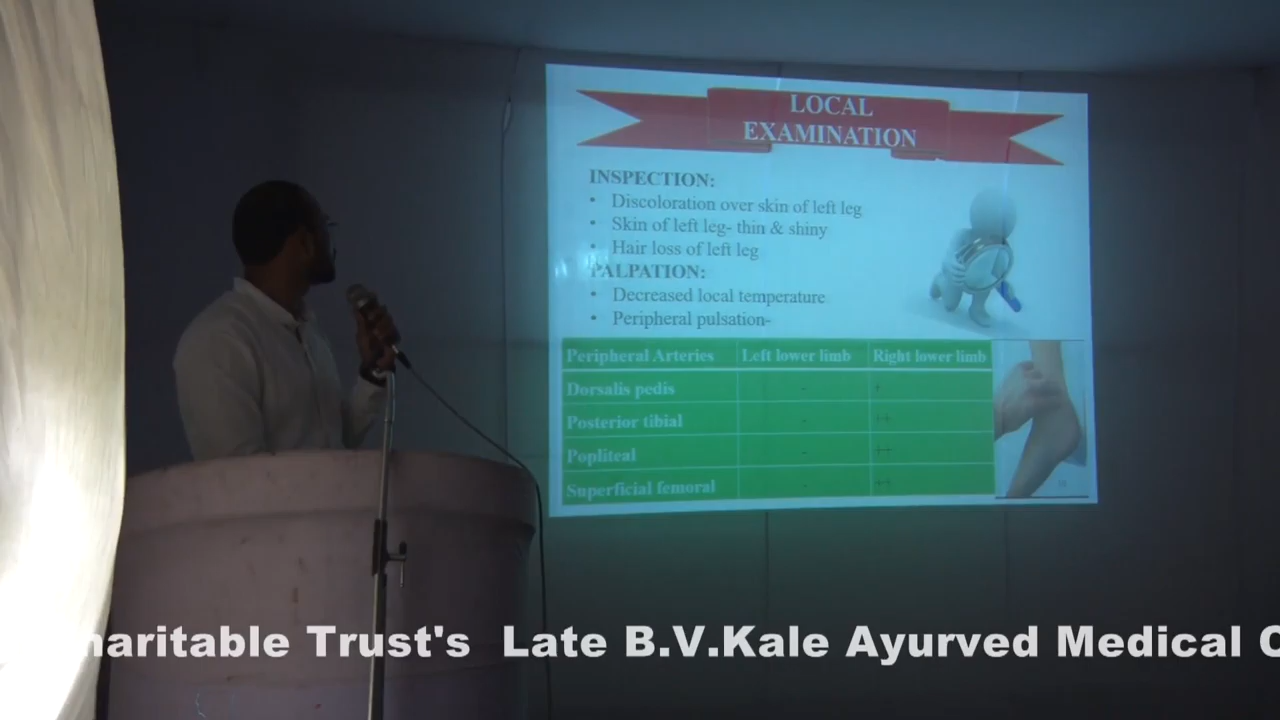 LOCAL
EXAMINATION
INSPECTION:
• Discoloration over skin of left leg
• Skin of left leg- thin & shiny
• Hair loss of left leg
PALPATION:
• Decreased local temperature
• Peripheral pulsation-
Peripheral Arteries Left lower limb Right lower limb
Dorsalis pedis - +
Posterior tibial - ++
Popliteal - ++
Superficial femoral - ++
haritable Trust's Late B.V.Kale Ayurved Medical C